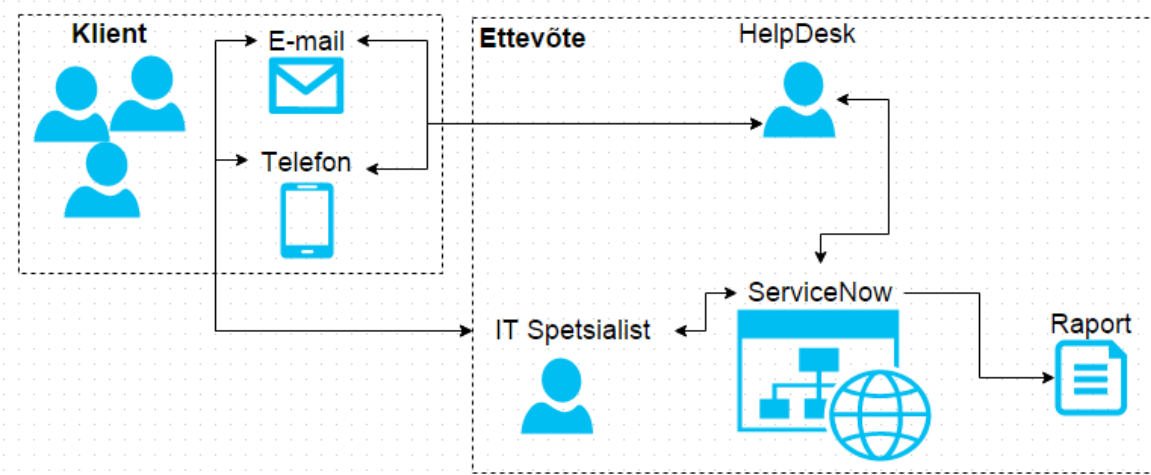 Klient
E-mail
Telefon
Ettevõte
HelpDesk
ServiceNow
IT Spetsialist
Raport